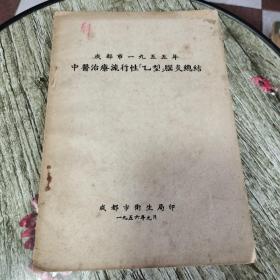 成都市一九五五年
中醫治療流行性「乙型」腦炎總結
成都市衛生局印
一九五六年元月